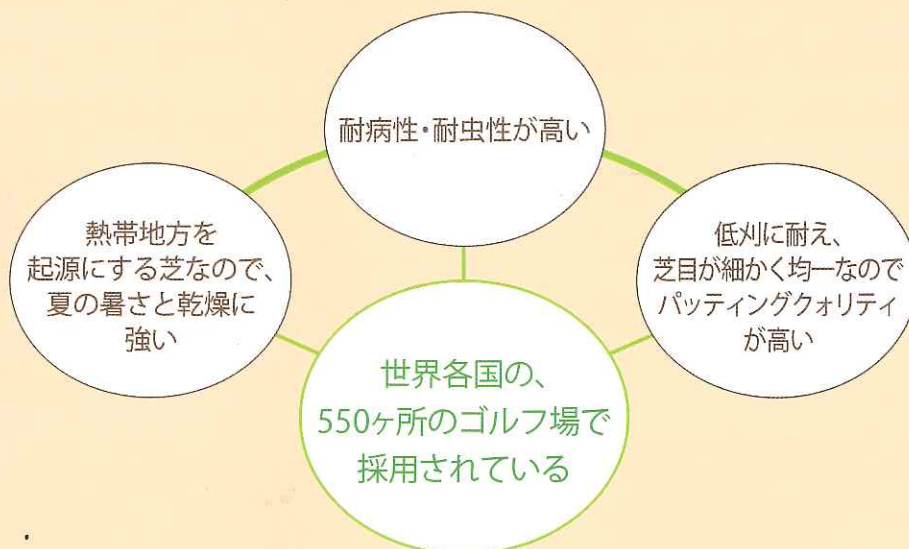 耐病性・耐虫性が高い
熱帯地方を
起源にする芝なので、
夏の暑さと乾燥に
強い
低刈に耐え、
芝目が細かく均一なので
パッティングクォリティ
が高い
世界各国の、
550ヶ所のゴルフ場で
採用されている